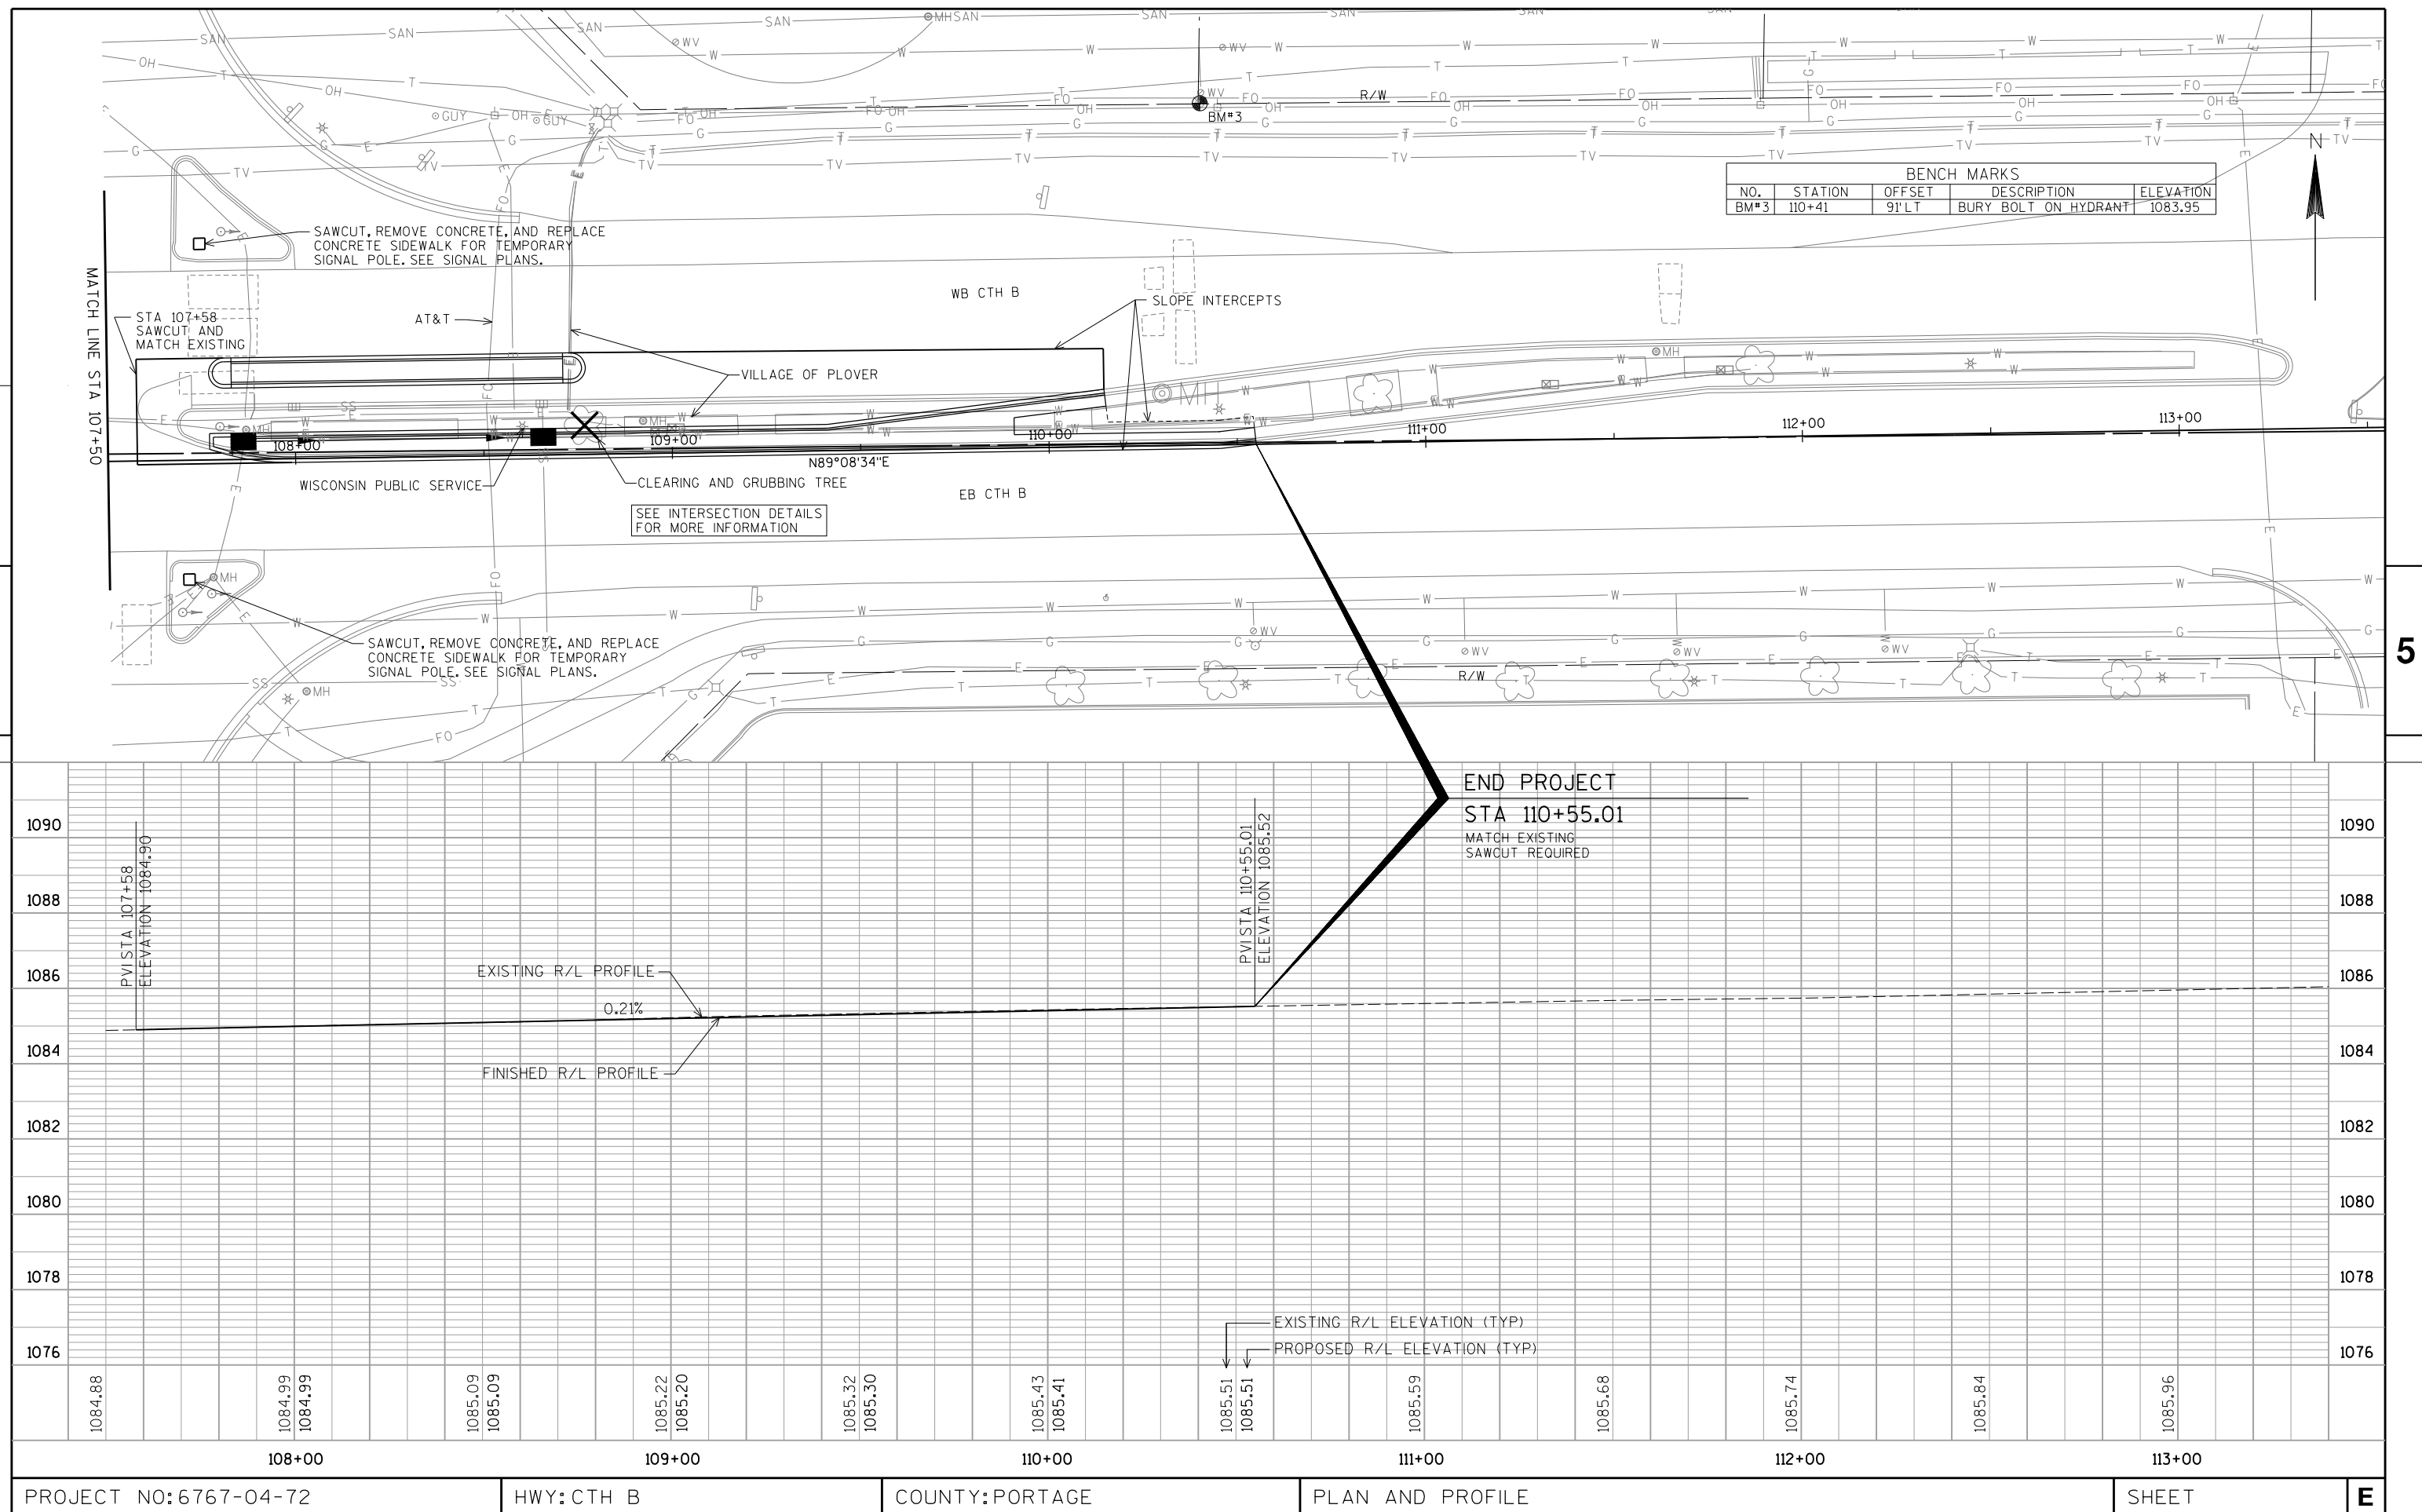 BENCH MARKS
NO. STATION OFFSET DESCRIPTION ELEVATION
BM#3 110+41 91'LT BURY BOLT ON HYDRANT 1083.95
N
BM#3
R/W
SAWCUT, REMOVE CONCRETE, AND REPLACE
CONCRETE SIDEWALK FOR TEMPORARY
SIGNAL POLE. SEE SIGNAL PLANS.
MATCH LINE STA 107+50
STA 107+58
SAWCUT AND
MATCH EXISTING
AT&T
WB CTH B
SLOPE INTERCEPTS
VILLAGE OF PLOVER
108+00
109+00
110+00
111+00
112+00
113+00
N89°08'34"E
WISCONSIN PUBLIC SERVICE
CLEARING AND GRUBBING TREE
EB CTH B
SEE INTERSECTION DETAILS
FOR MORE INFORMATION
SAWCUT, REMOVE CONCRETE, AND REPLACE
CONCRETE SIDEWALK FOR TEMPORARY
SIGNAL POLE. SEE SIGNAL PLANS.
R/W
5
END PROJECT
STA 110+55.01
MATCH EXISTING
SAWCUT REQUIRED
PVISTA 107+58
ELEVATION 1084.90
PVISTA 110+55.01
ELEVATION 1085.52
1090 1090
1088 1088
1086 1086
1084 1084
1082 1082
1080 1080
1078 1078
1076 1076
EXISTING R/L PROFILE
0.21%
FINISHED R/L PROFILE
EXISTING R/L ELEVATION (TYP)
PROPOSED R/L ELEVATION (TYP)
1084.88
1084.99
1084.99
1085.09
1085.09
1085.22
1085.20
1085.32
1085.30
1085.43
1085.41
1085.51
1085.51
1085.59
1085.68
1085.74
1085.84
1085.96
108+00 109+00 110+00 111+00 112+00 113+00
PROJECT NO:6767-04-72 HWY:CTH B COUNTY:PORTAGE PLAN AND PROFILE SHEET E